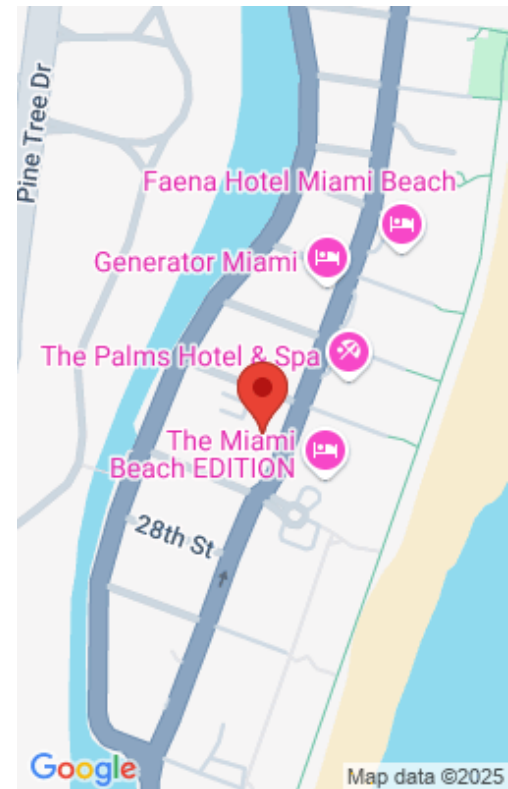 Pine Tree Dr
Faena Hotel Miami Beach
Generator Miami
The Palms Hotel & Spa
The Miami
Beach EDITION
28th St
Google
Map data ©2025